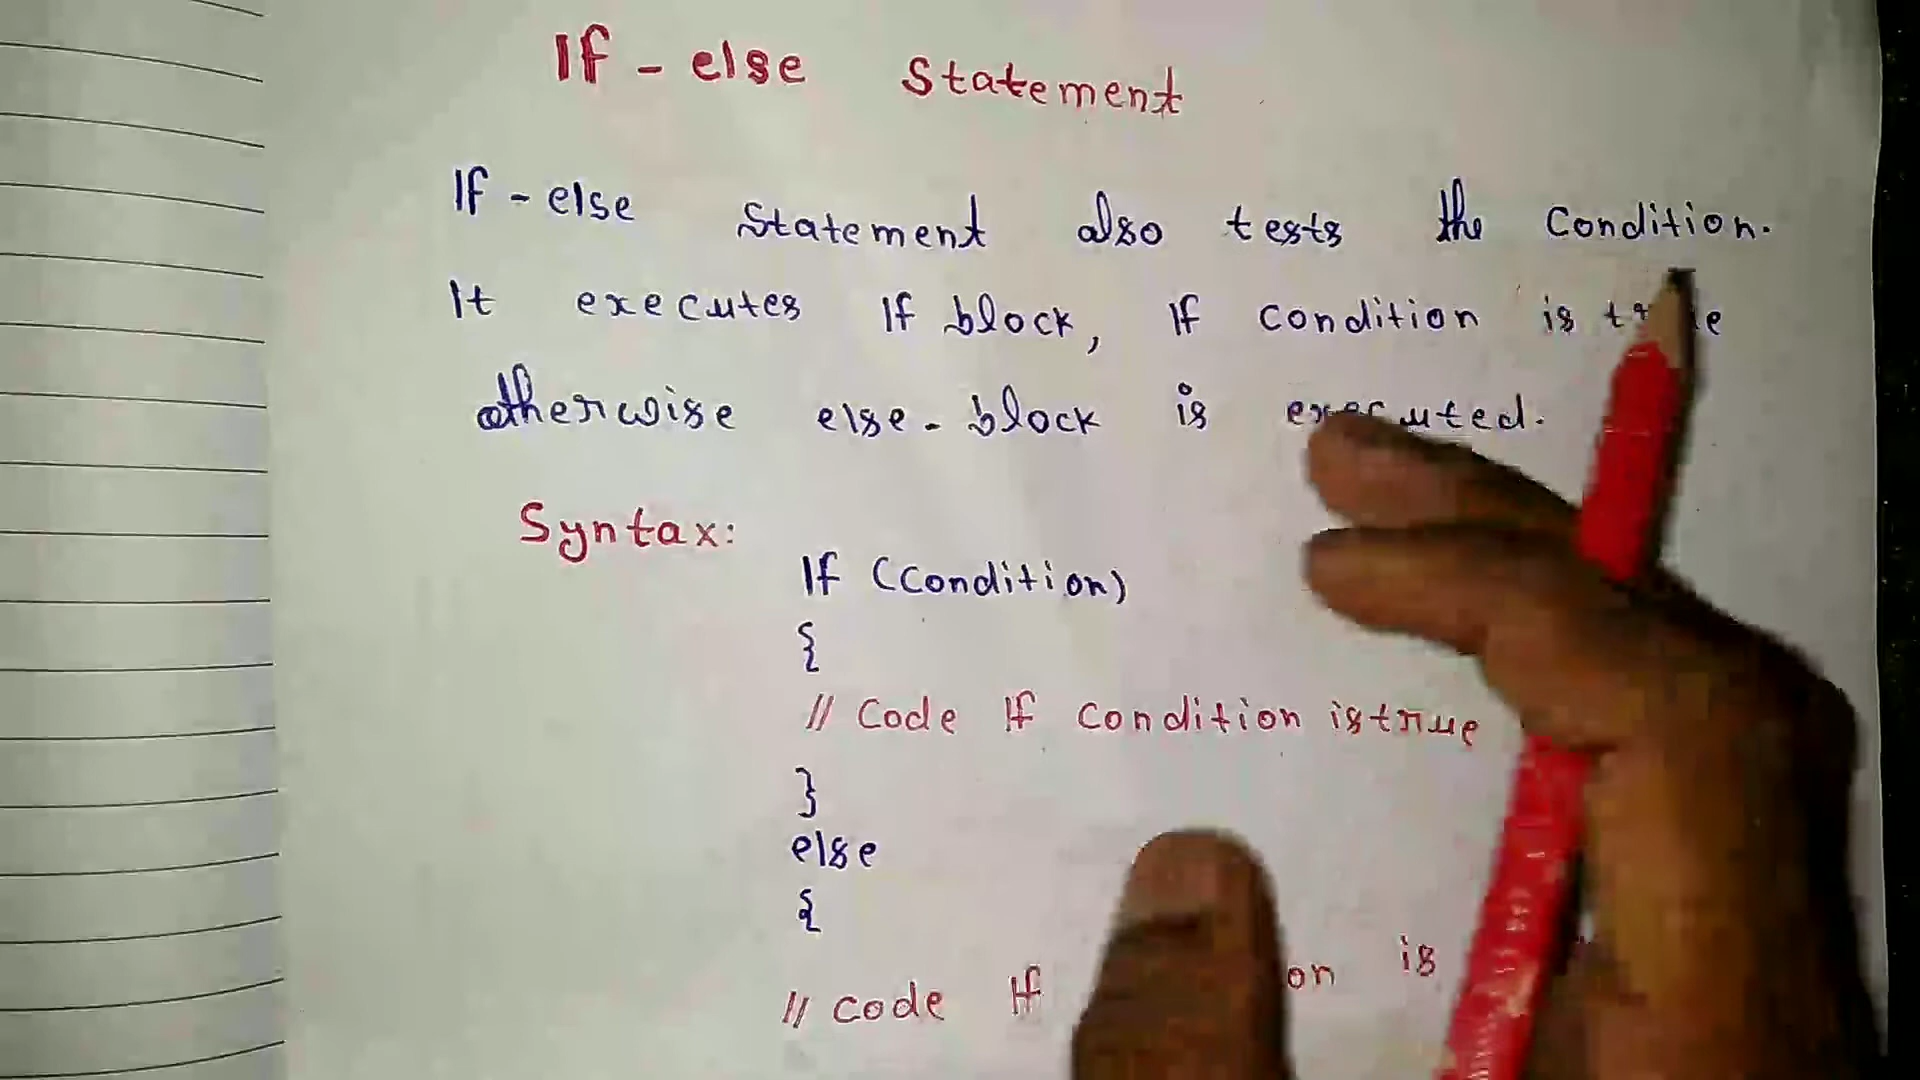 If - else Statement
If - else Statement also tests the Condition.
It executes If block, If condition is
otherwise else - block is executed.
Syntax:
If (Condition)
{
// Code If Condition is true
}
else
{
// Code If is